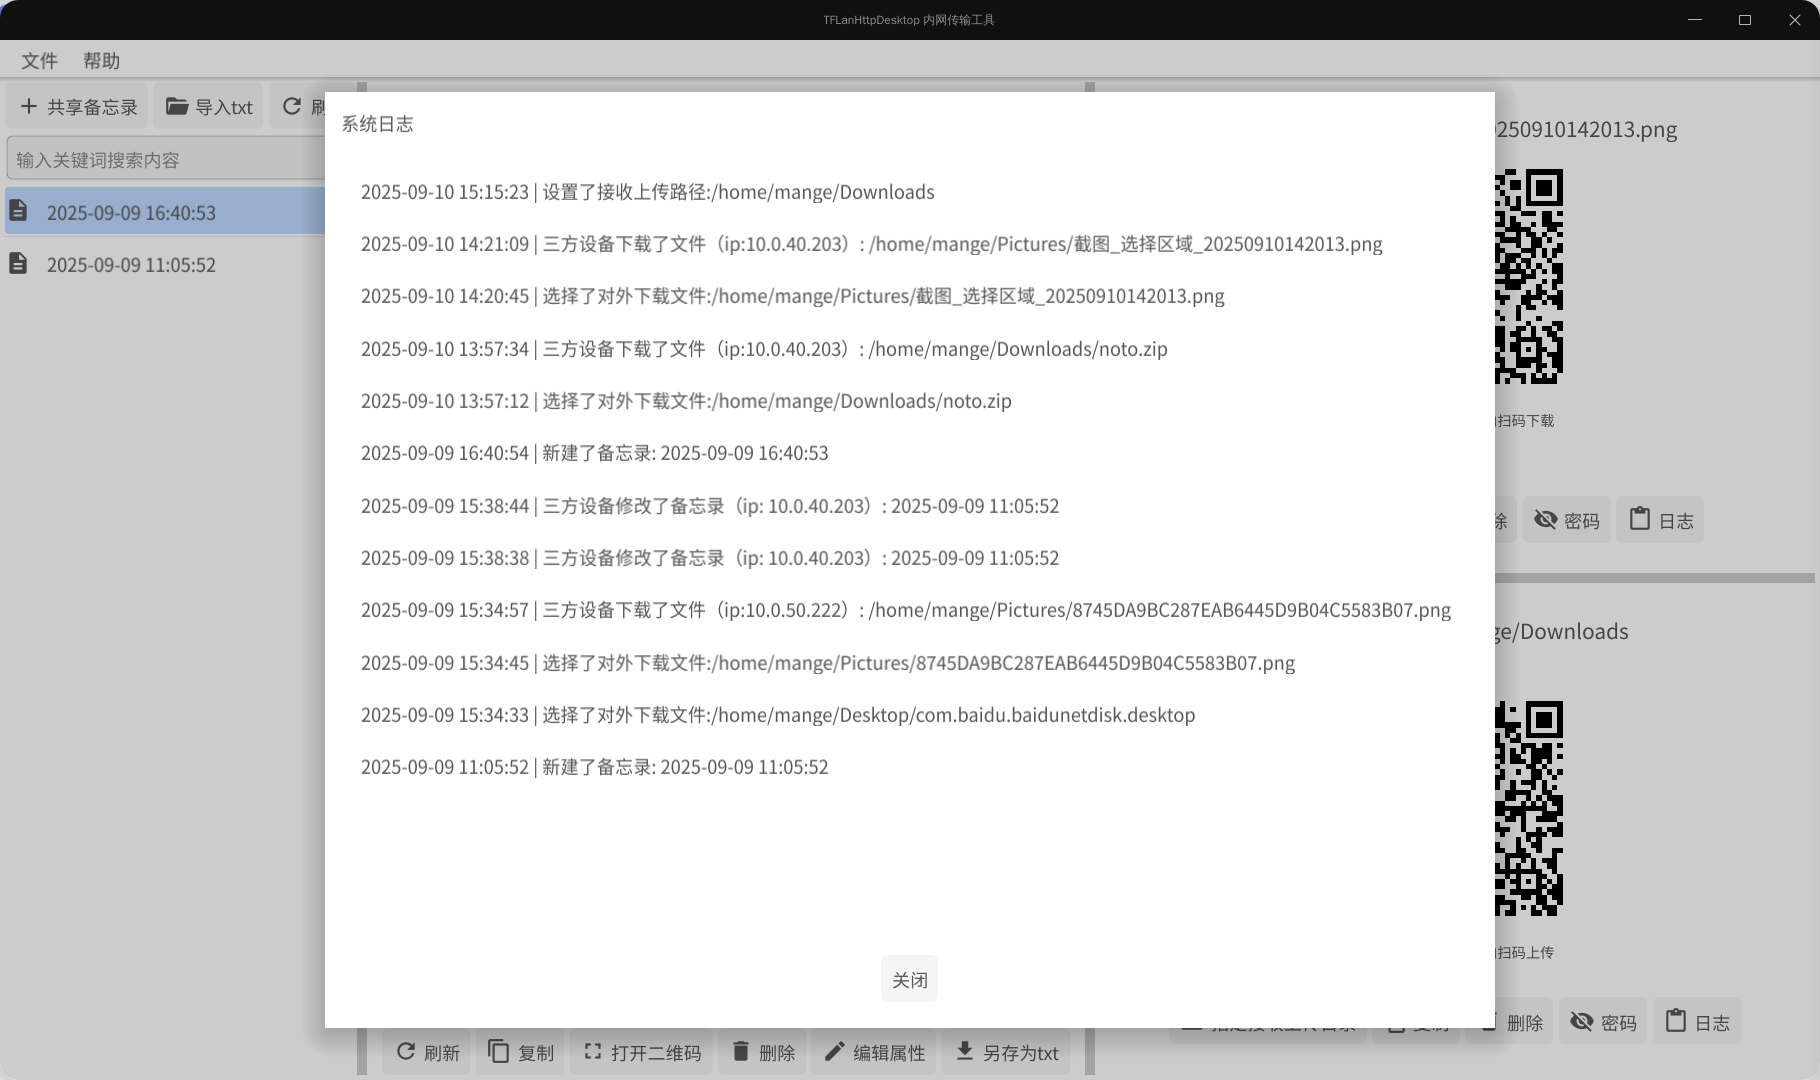 TFLanHttpDesktop 内网传输工具
文件 帮助
共享备忘录 导入txt
输入关键词搜索内容
2025-09-09 16:40:53
2025-09-09 11:05:52
系统日志
2025-09-10 15:15:23 | 设置了接收上传路径:/home/mange/Downloads
2025-09-10 14:21:09 | 三方设备下载了文件（ip:10.0.40.203）: /home/mange/Pictures/截图_选择区域_20250910142013.png
2025-09-10 14:20:45 | 选择了对外下载文件:/home/mange/Pictures/截图_选择区域_20250910142013.png
2025-09-10 13:57:34 | 三方设备下载了文件（ip:10.0.40.203）: /home/mange/Downloads/noto.zip
2025-09-10 13:57:12 | 选择了对外下载文件:/home/mange/Downloads/noto.zip
2025-09-09 16:40:54 | 新建了备忘录: 2025-09-09 16:40:53
2025-09-09 15:38:44 | 三方设备修改了备忘录（ip: 10.0.40.203）: 2025-09-09 11:05:52
2025-09-09 15:38:38 | 三方设备修改了备忘录（ip: 10.0.40.203）: 2025-09-09 11:05:52
2025-09-09 15:34:57 | 三方设备下载了文件（ip:10.0.50.222）: /home/mange/Pictures/8745DA9BC287EAB6445D9B04C5583B07.png
2025-09-09 15:34:45 | 选择了对外下载文件:/home/mange/Pictures/8745DA9BC287EAB6445D9B04C5583B07.png
2025-09-09 15:34:33 | 选择了对外下载文件:/home/mange/Desktop/com.baidu.baidunetdisk.desktop
2025-09-09 11:05:52 | 新建了备忘录: 2025-09-09 11:05:52
关闭
刷新 复制 打开二维码 删除 编辑属性 另存为txt
250910142013.png
扫码下载
除 密码 日志
ge/Downloads
扫码上传
删除 密码 日志